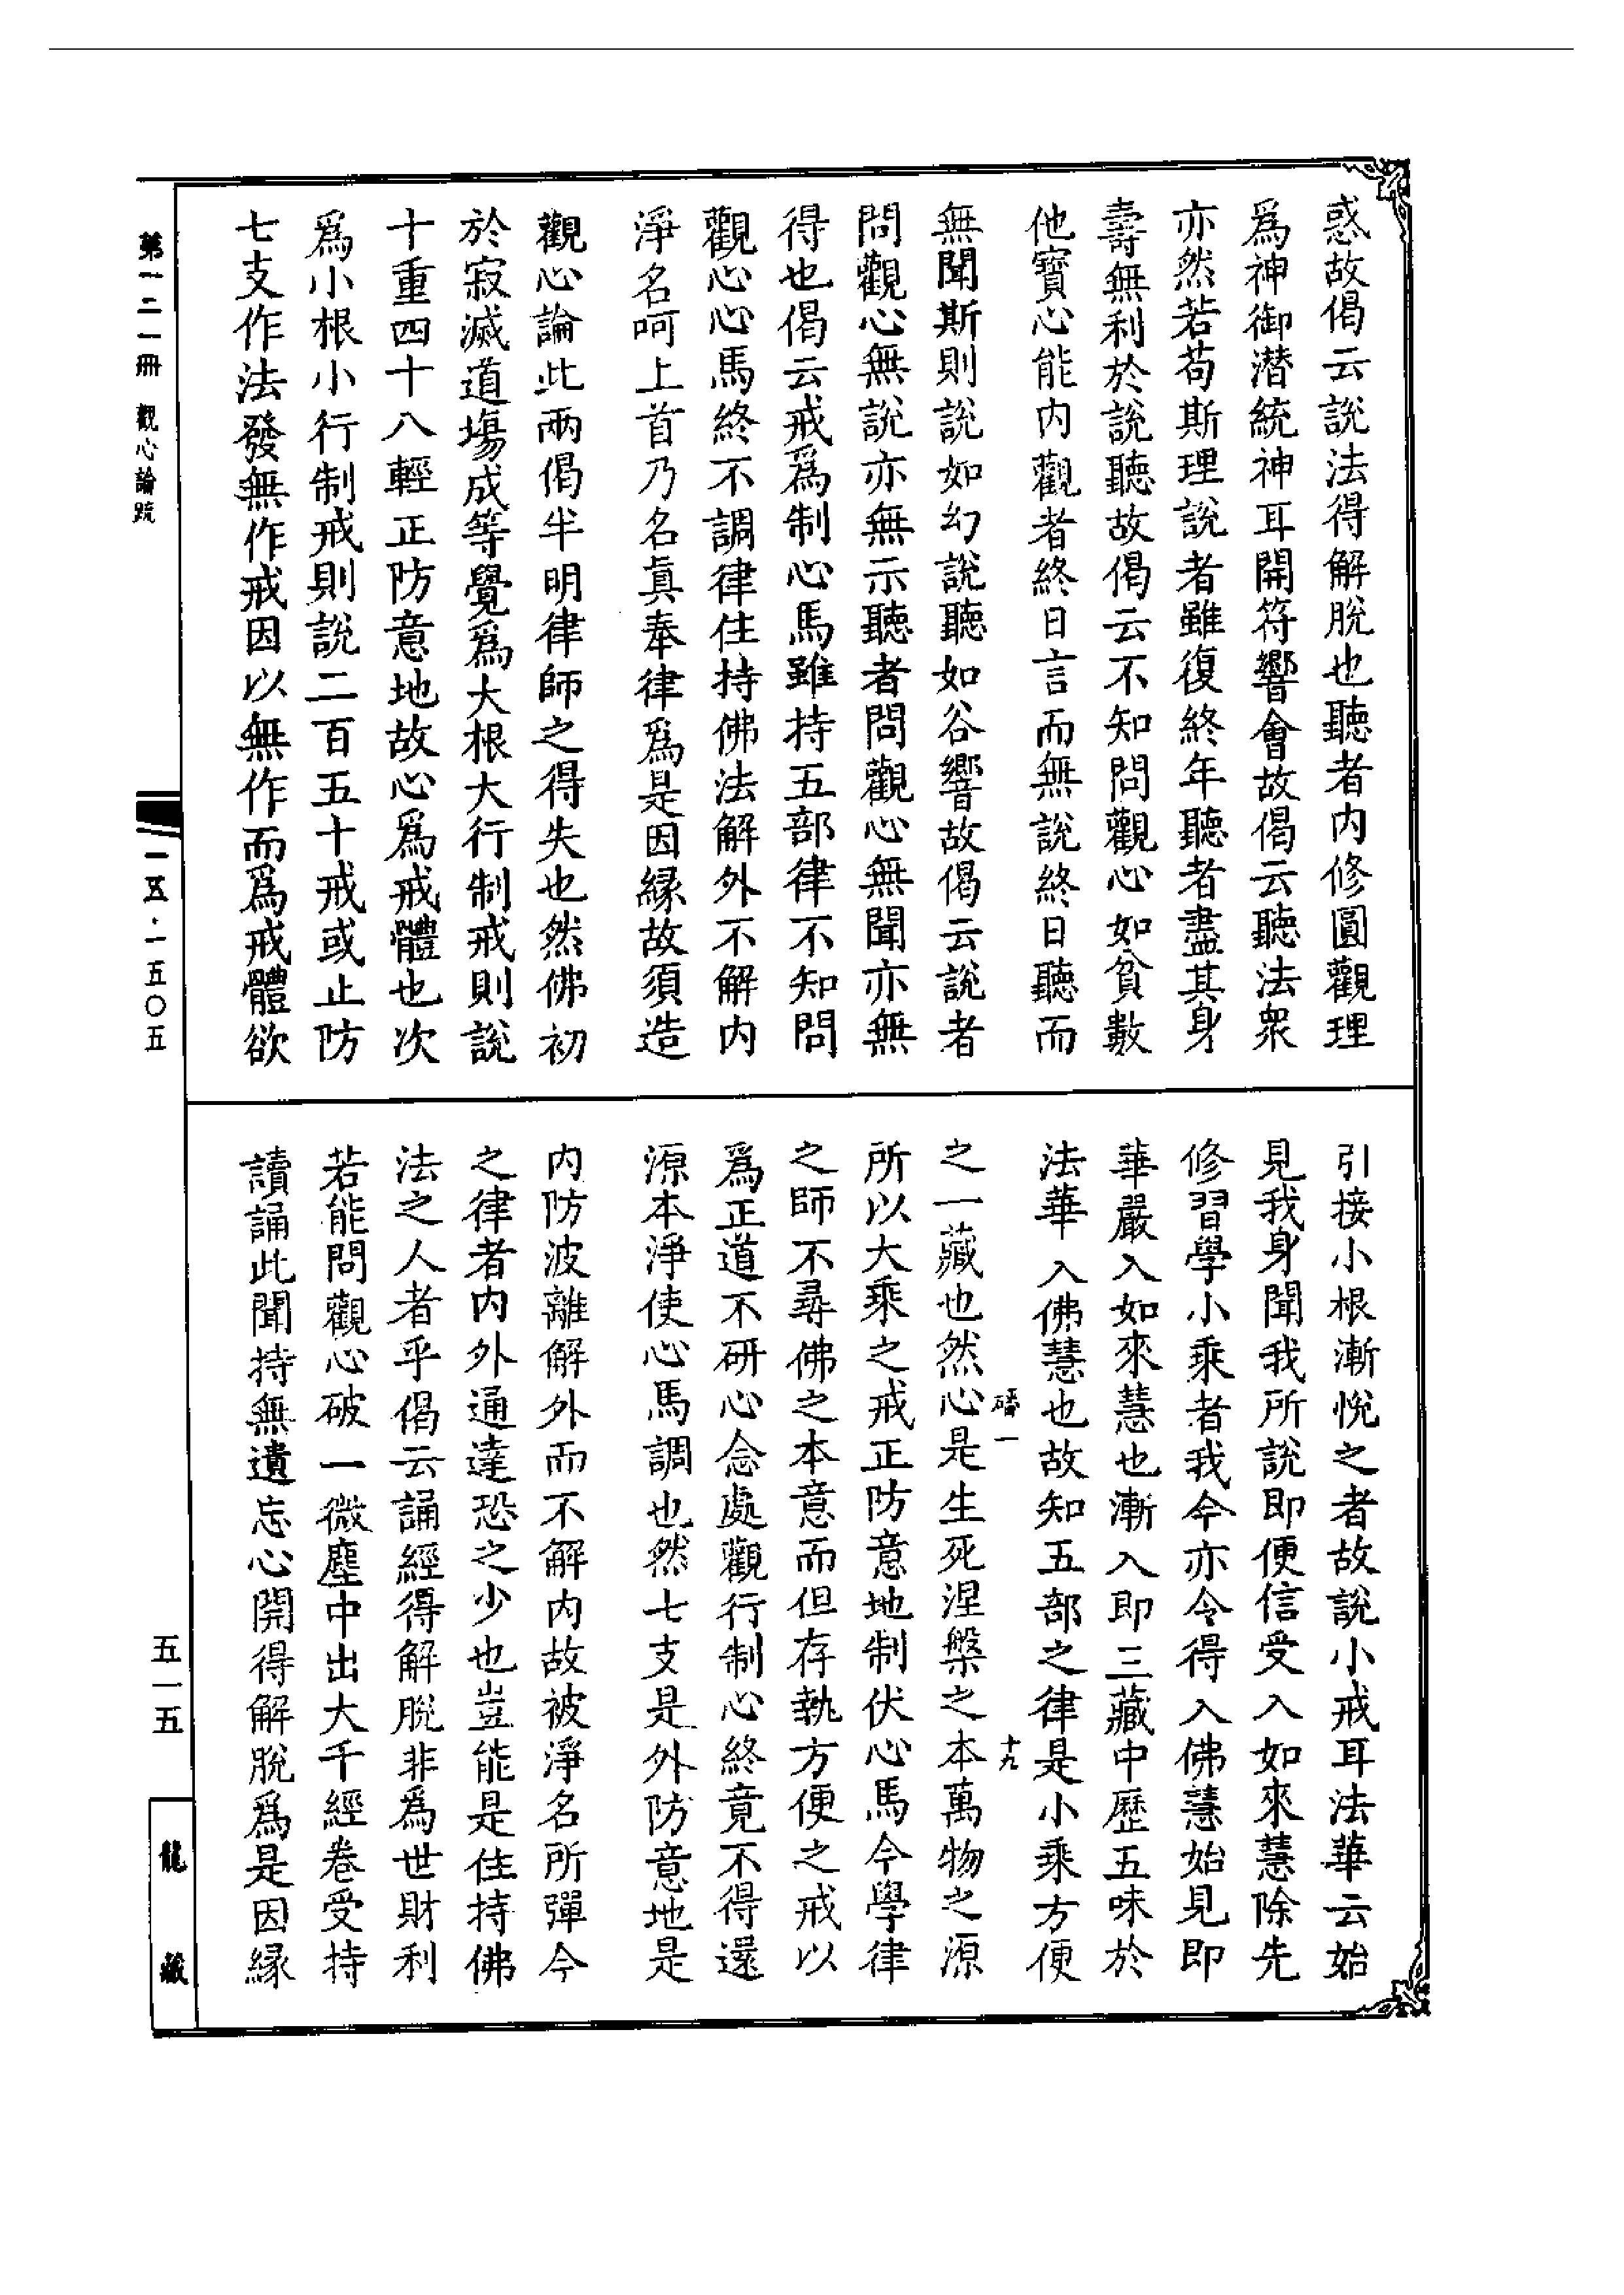 惑故偈云說法得解脫也聽者內修圓觀理
爲神御潛統神耳開符響會故偈云聽法衆
亦然若苟斯理說者雖復終年聽者盡其身
壽無利於說聽故偈云不知問觀心如貧數
他寶心能內觀者終日言而無說終日聽而
無聞斯則說如幻說聽如谷響故偈云說者
問觀心無說亦無示聽者問觀心無聞亦無
得也偈云戒爲制心馬雖持五部律不知問
觀心心馬終不調律住持佛法解外不解內
淨名呵上首乃名眞奉律爲是因緣故須造
觀心論此兩偈半明律師之得失也然佛初
於寂滅道場成等覺爲大根大行制戒則說
十重四十八輕正防意地故心爲戒體也次
爲小根小行制戒則說二百五十戒或止防
七支作法發無作戒因以無作而爲戒體欲
引接小根漸悅之者故說小戒耳法華云始
見我身聞我所說即便信受入如來慧除先
修習學小乘者我今亦令得入佛慧始見即
華嚴入如來慧也漸入即三藏中歷五味於
法華入佛慧也故知五部之律是小乘方便
之一藏也然心是生死涅槃之本萬物之源
所以大乘之戒正防意地制伏心馬今學律
之師不尋佛之本意而但存執方便之戒以
爲正道不研心念處觀行制心終竟不得還
源本淨使心馬調也然七支是外防意地是
內防波離解外而不解內故被淨名所彈今
之律者內外通達恐之少也豈能是住持佛
法之人者乎偈云誦經得解脫非爲世財利
若能問觀心破一微塵中出大千經卷受持
讀誦此聞持無遺忘心開得解脫爲是因緣
一
十九
第一二一冊 觀心論疏
一五·一五〇五
五一五
龍藏